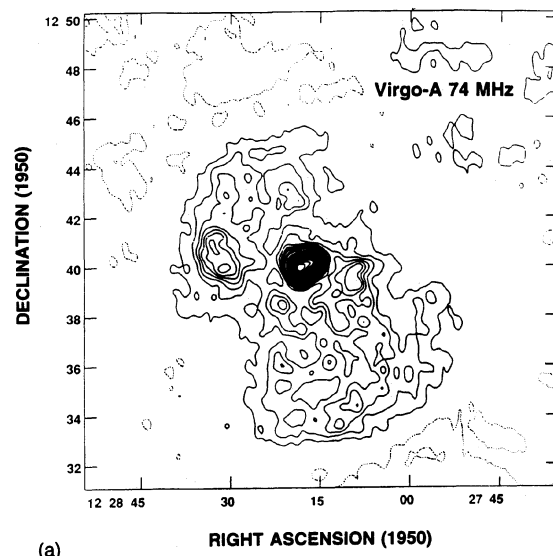 12 50
48
Virgo-A 74 MHz
46
44
42
40
38
36
34
32
DECLINATION (1950)
12 28 45
30
15
00
27 45
RIGHT ASCENSION (1950)
(a)